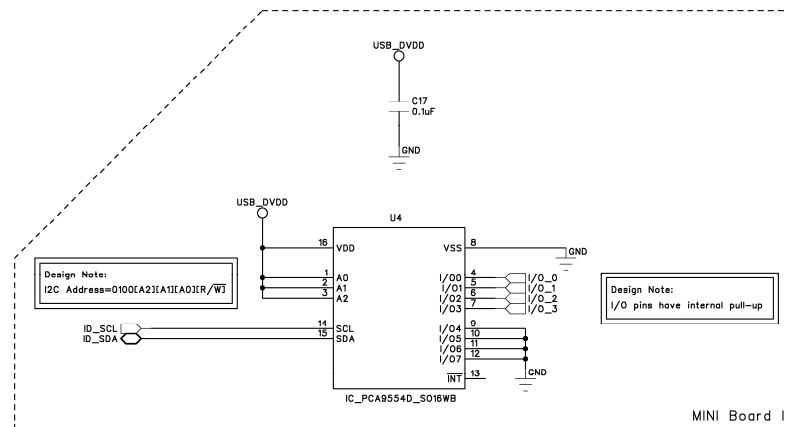 USB_DVDD
C17
0.1uF
GND
USB_DVDD
U4
16 VDD
VSS 8
GND
Design Note:
I2C Address=0100[A2][A1][A0][R/W]
1 A0
2 A1
3 A2
I/O0 4 I/O_0
I/O1 5 I/O_1
I/O2 6 I/O_2
I/O3 7 I/O_3
Design Note:
I/O pins have internal pull-up
ID_SCL 14 SCL
ID_SDA 15 SDA
I/O4 9
I/O5 10
I/O6 11
I/O7 12
INT 13
GND
IC_PCA9554D_SO16WB
MINI Board I